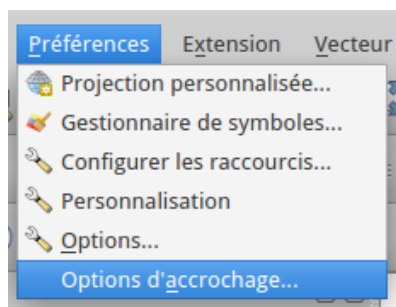 Préférences Extension Vecteur
Projection personnalisée...
Gestionnaire de symboles...
Configurer les raccourcis...
Personnalisation
Options...
Options d'accrochage...